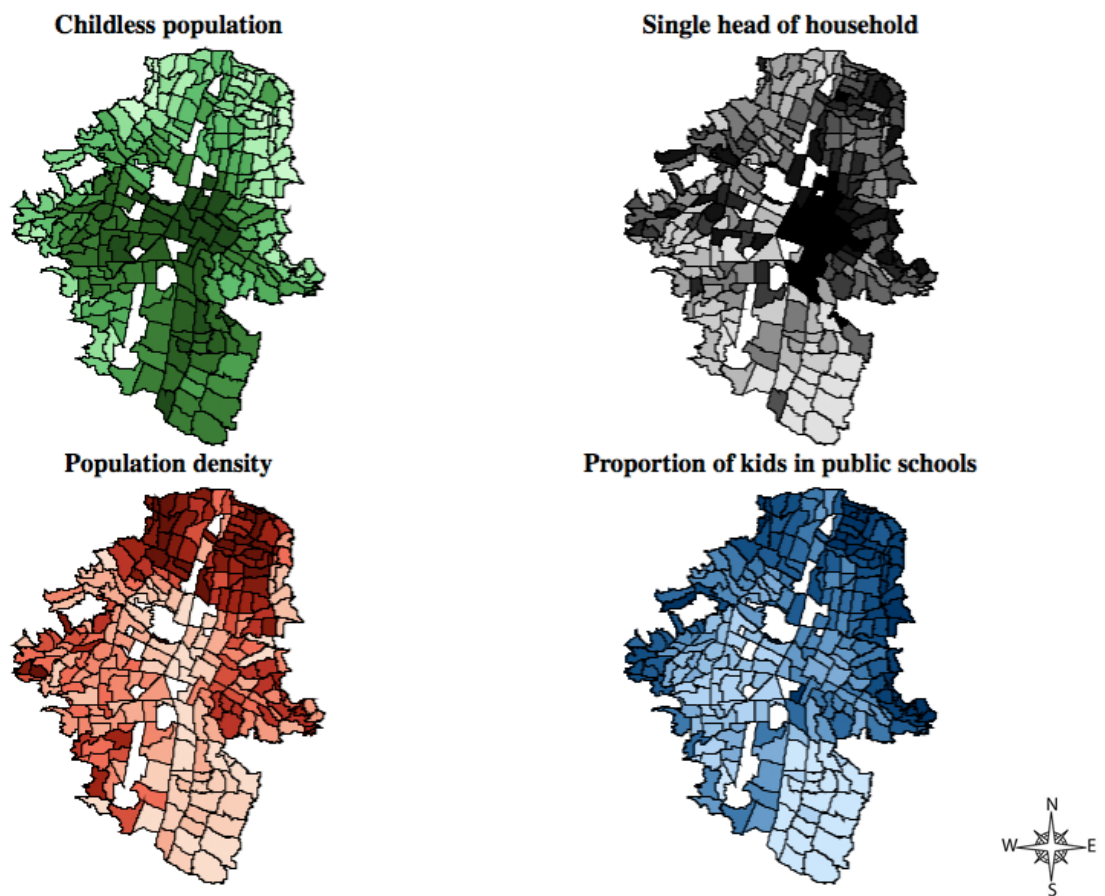 Childless population
Single head of household
Population density
Proportion of kids in public schools
N
W
E
S